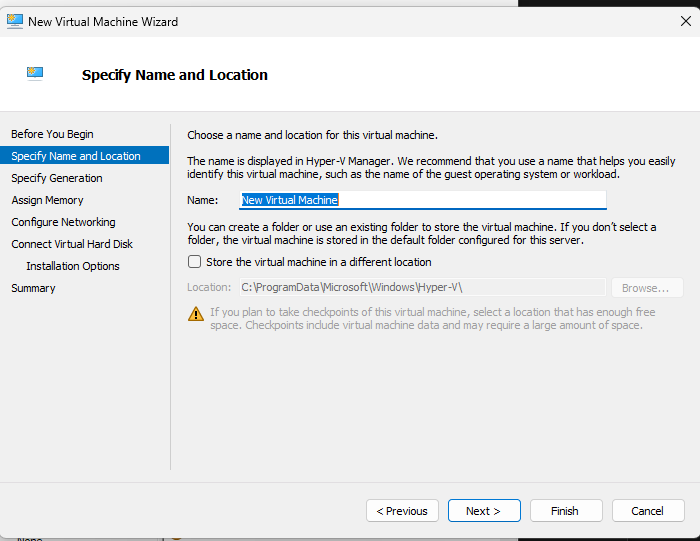 New Virtual Machine Wizard
Specify Name and Location
Before You Begin
Specify Name and Location
Specify Generation
Assign Memory
Configure Networking
Connect Virtual Hard Disk
Installation Options
Summary
Choose a name and location for this virtual machine.
The name is displayed in Hyper-V Manager. We recommend that you use a name that helps you easily
identify this virtual machine, such as the name of the guest operating system or workload.
Name: New Virtual Machine
You can create a folder or use an existing folder to store the virtual machine. If you don't select a
folder, the virtual machine is stored in the default folder configured for this server.
Store the virtual machine in a different location
Location: C:\ProgramData\Microsoft\Windows\Hyper-V\ Browse...
If you plan to take checkpoints of this virtual machine, select a location that has enough free
space. Checkpoints include virtual machine data and may require a large amount of space.
< Previous Next > Finish Cancel